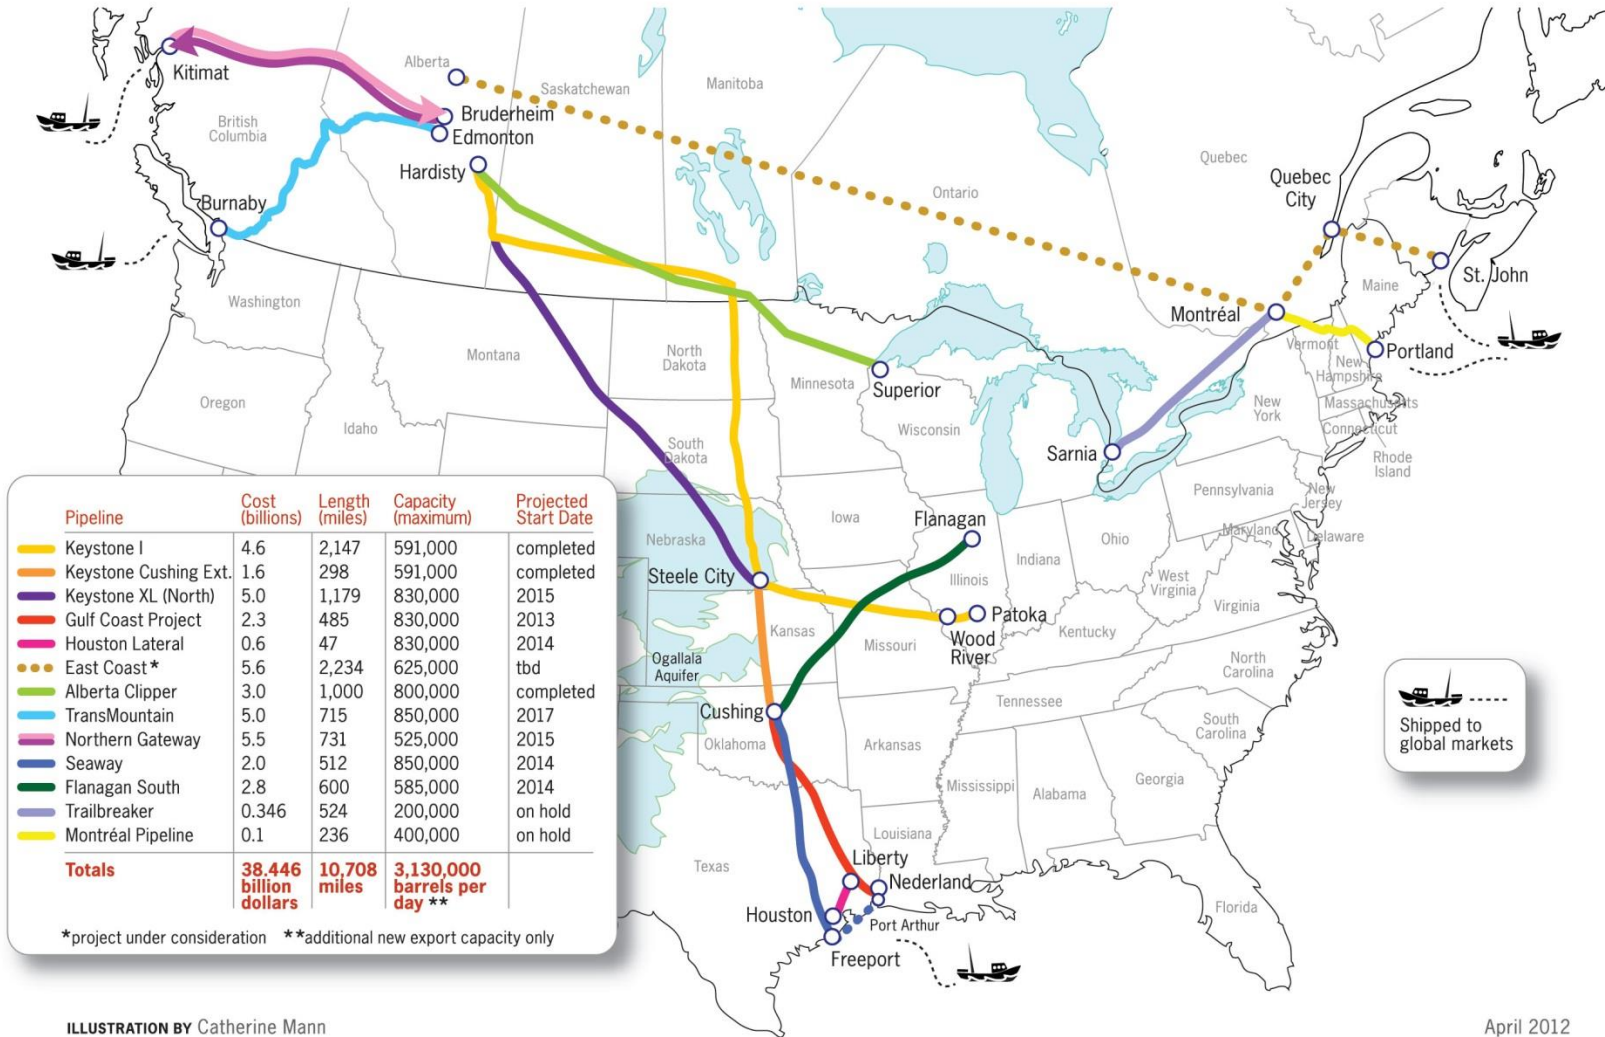 Kitimat
Alberta
Saskatchewan
Manitoba
British
Columbia
Bruderheim
Edmonton
Hardisty
Burnaby
Ontario
Quebec
Quebec
City
St. John
Maine
Montréal
Portland
Vermont
New
Hampshire
Massachusetts
Connecticut
Rhode
Island
New
York
Washington
Montana
North
Dakota
Minnesota
Superior
Oregon
Idaho
South
Dakota
Wisconsin
Sarnia
Pennsylvania
New
Jersey
Maryland
Delaware
Iowa
Flanagan
Nebraska
Steele City
Illinois
Indiana
Ohio
West
Virginia
Virginia
Patoka
Wood
River
Kansas
Missouri
Kentucky
Ogallala
Aquifer
North
Carolina
Tennessee
Cushing
Oklahoma
Arkansas
South
Carolina
Mississippi
Alabama
Georgia
Louisiana
Texas
Liberty
Nederland
Houston
Port Arthur
Freeport
Florida
Pipeline Cost (billions) Length (miles) Capacity (maximum) Projected Start Date
Keystone I 4.6 2,147 591,000 completed
Keystone Cushing Ext. 1.6 298 591,000 completed
Keystone XL (North) 5.0 1,179 830,000 2015
Gulf Coast Project 2.3 485 830,000 2013
Houston Lateral 0.6 47 830,000 2014
East Coast* 5.6 2,234 625,000 tbd
Alberta Clipper 3.0 1,000 800,000 completed
TransMountain 5.0 715 850,000 2017
Northern Gateway 5.5 731 525,000 2015
Seaway 2.0 512 850,000 2014
Flanagan South 2.8 600 585,000 2014
Trailbreaker 0.346 524 200,000 on hold
Montréal Pipeline 0.1 236 400,000 on hold
Totals 38.446 billion dollars 10,708 miles 3,130,000 barrels per day **
*project under consideration **additional new export capacity only
Shipped to
global markets
ILLUSTRATION BY Catherine Mann
April 2012